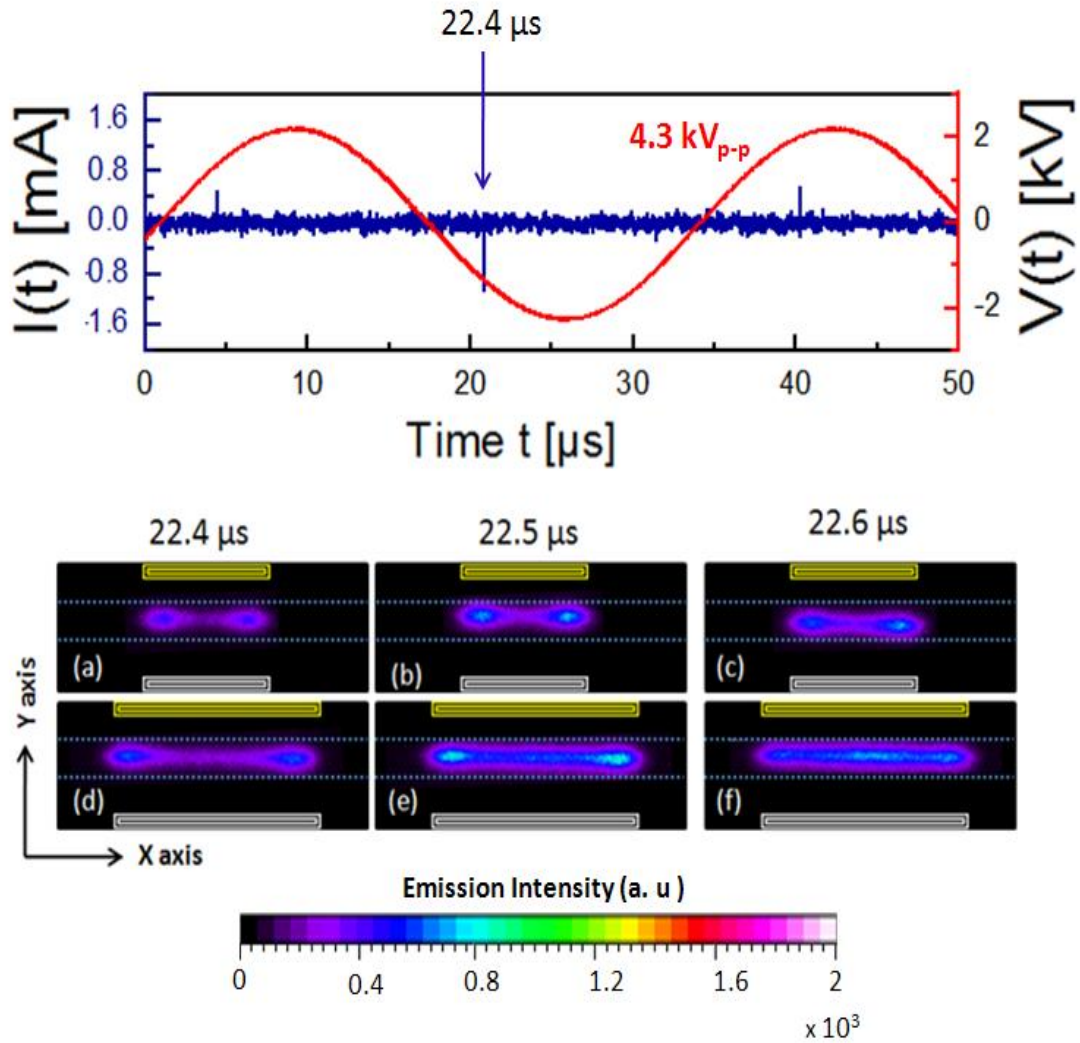 22.4 μs
I(t) [mA]
1.6
0.8
0.0
-0.8
-1.6
4.3 kVp-p
2
0
-2
V(t) [kV]
0 10 20 30 40 50
Time t [μs]
22.4 μs 22.5 μs 22.6 μs
(a) (b) (c)
(d) (e) (f)
Y axis
X axis
Emission Intensity (a. u )
0 0.4 0.8 1.2 1.6 2
x 10³